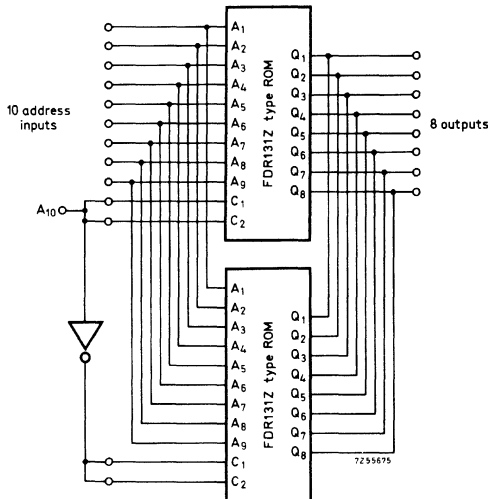 10 address
inputs
A10
A1
A2
A3
A4
A5
A6
A7
A8
A9
C1
C2
FDR131Z type ROM
Q1
Q2
Q3
Q4
Q5
Q6
Q7
Q8
8 outputs
A1
A2
A3
A4
A5
A6
A7
A8
A9
C1
C2
FDR131Z type ROM
Q1
Q2
Q3
Q4
Q5
Q6
Q7
Q8
7Z55675